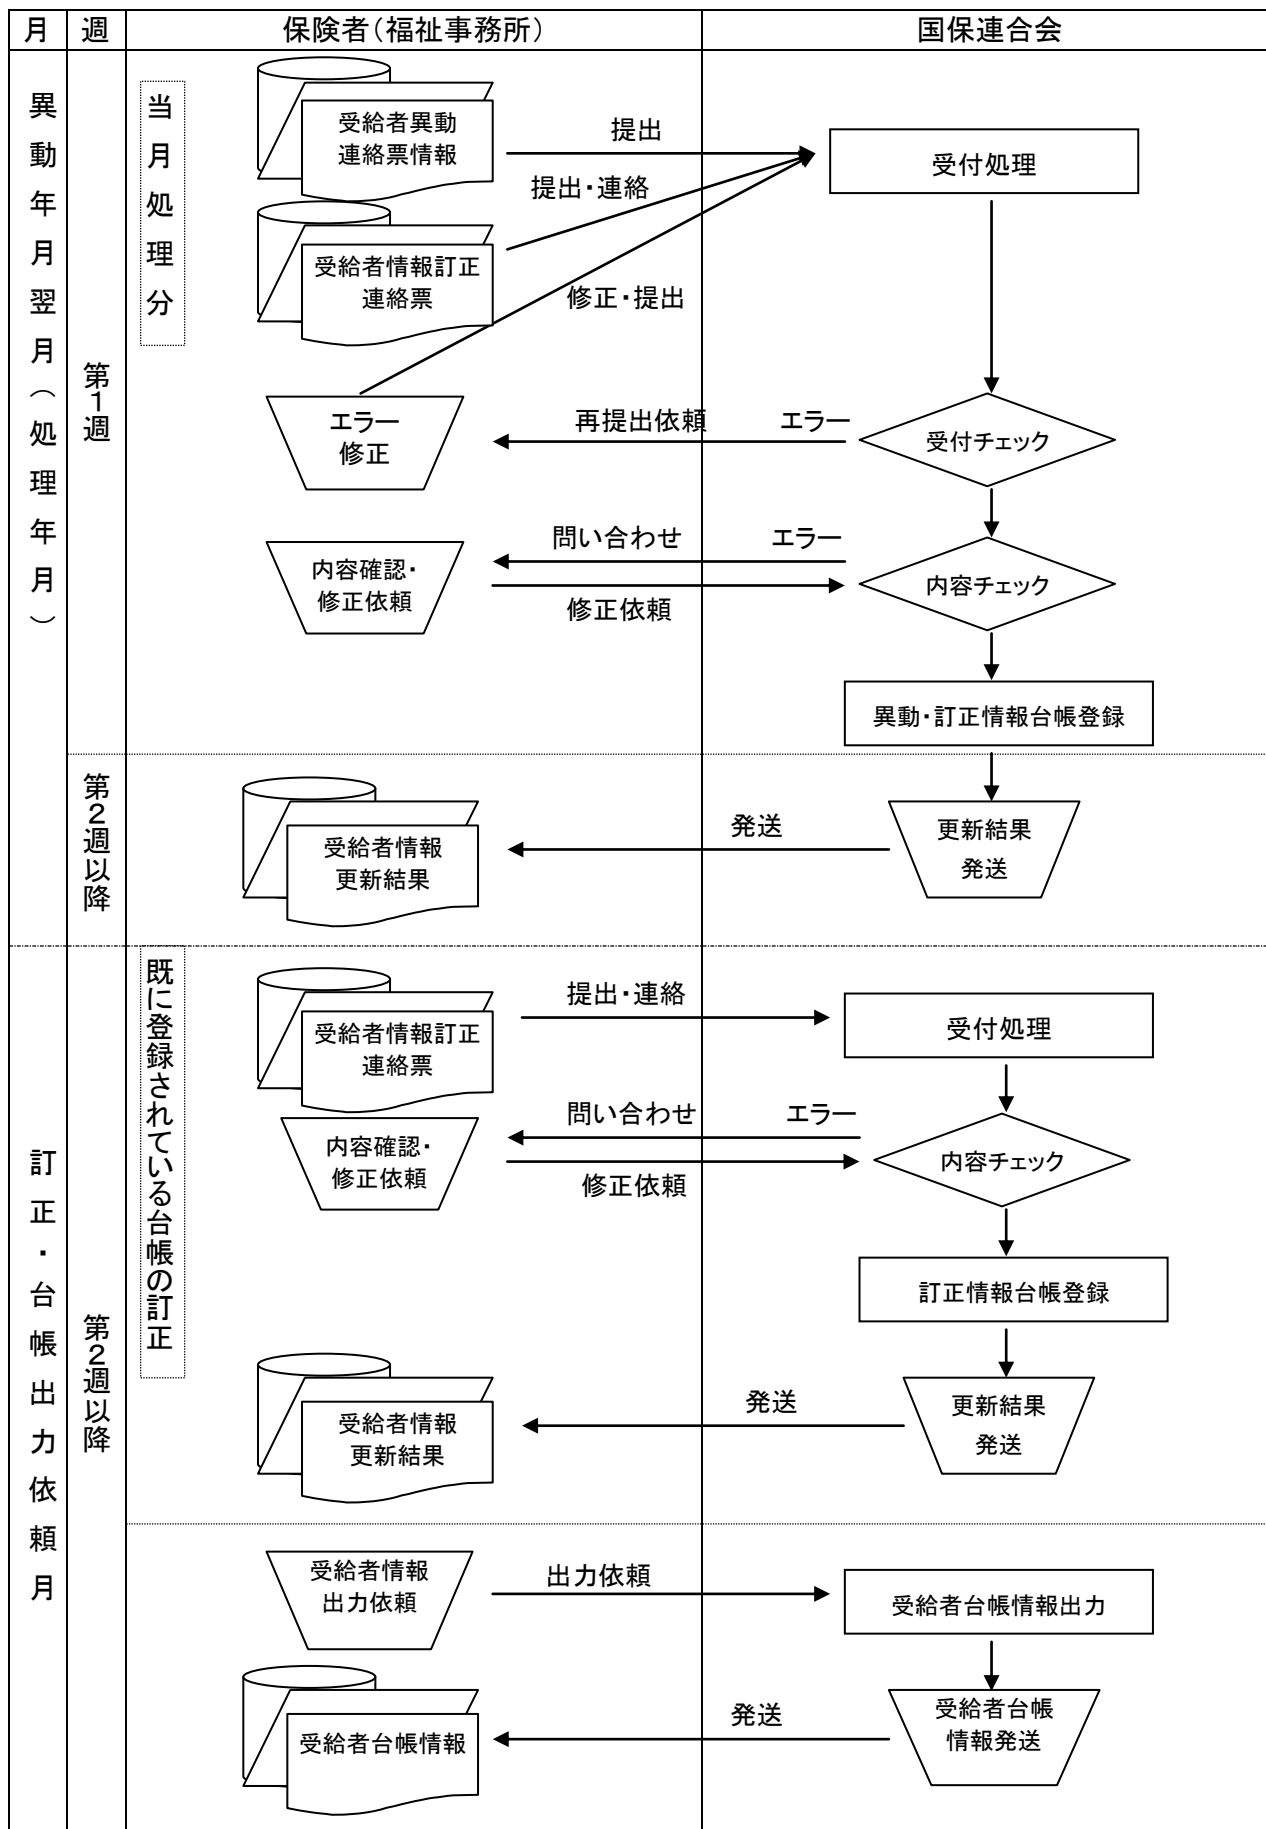 月
週
保険者（福祉事務所）
国保連合会
異動年月翌月（処理年月）
第1週
当月処理分
受給者異動
連絡票情報
提出
受付処理
提出・連絡
受給者情報訂正
連絡票
修正・提出
エラー
修正
再提出依頼
エラー
受付チェック
問い合わせ
エラー
内容確認・
修正依頼
修正依頼
内容チェック
異動・訂正情報台帳登録
第2週以降
受給者情報
更新結果
発送
更新結果
発送
訂正・台帳出力依頼月
第2週以降
既に登録されている台帳の訂正
受給者情報訂正
連絡票
提出・連絡
受付処理
問い合わせ
エラー
内容確認・
修正依頼
修正依頼
内容チェック
訂正情報台帳登録
受給者情報
更新結果
発送
更新結果
発送
受給者情報
出力依頼
出力依頼
受給者台帳情報出力
受給者台帳情報
発送
受給者台帳
情報発送